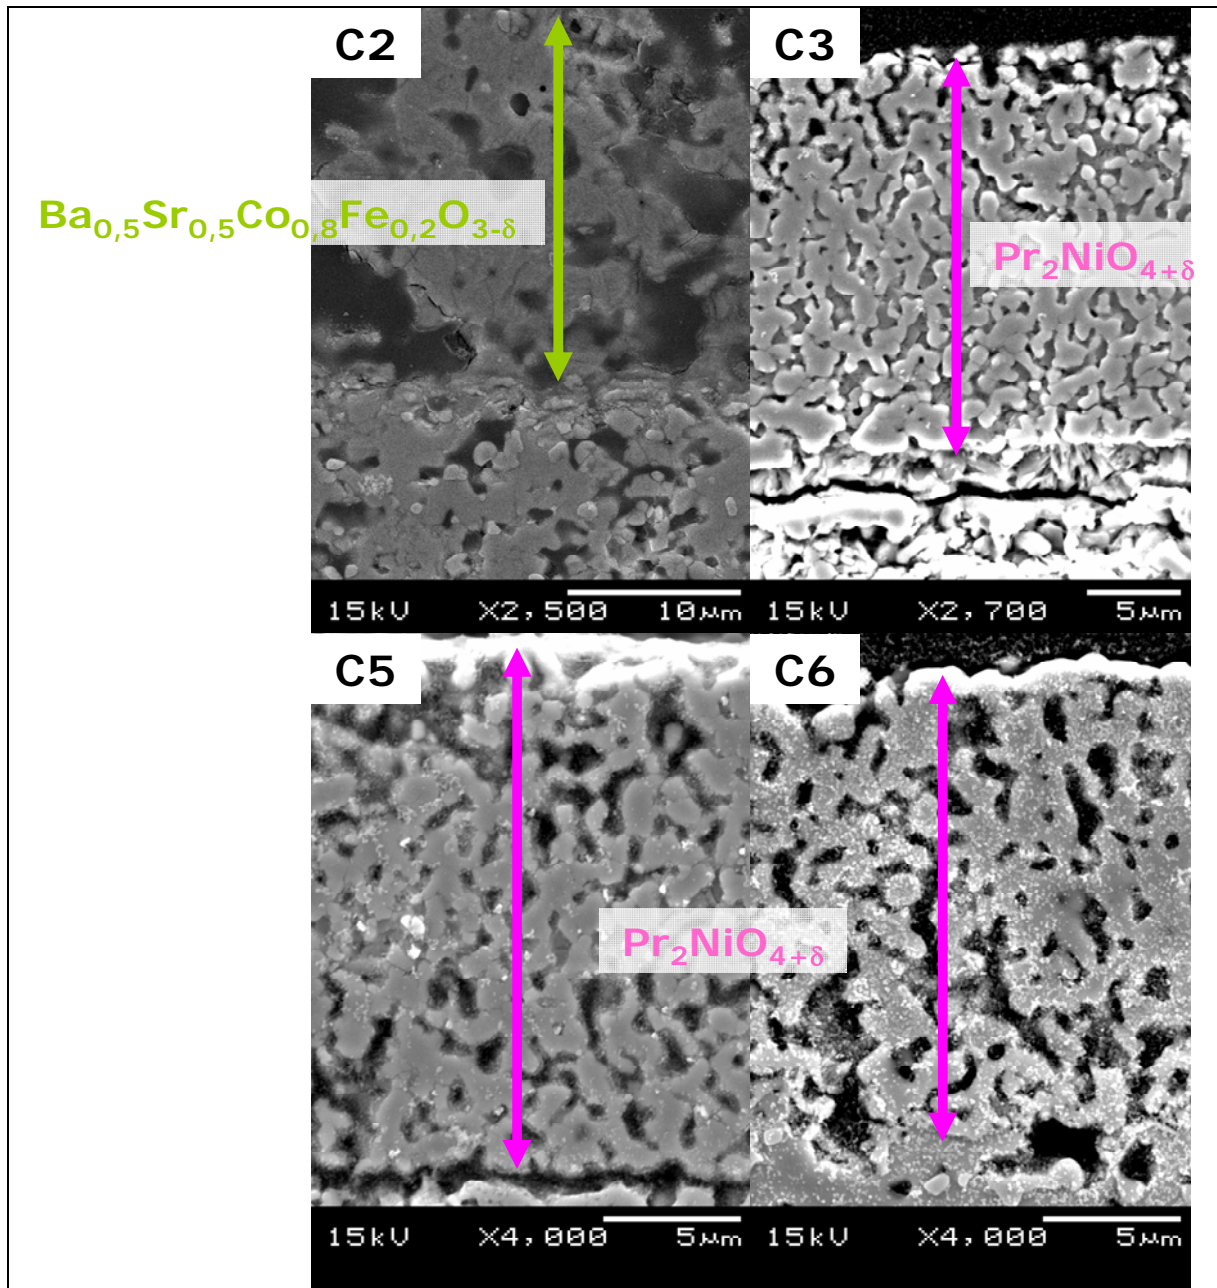 C2
C3
Ba0,5Sr0,5Co0,8Fe0,2O3-δ
Pr2NiO4+δ
15kV X2,500 10μm
15kV X2,700 5μm
C5
C6
Pr2NiO4+δ
15kV X4,000 5μm
15kV X4,000 5μm